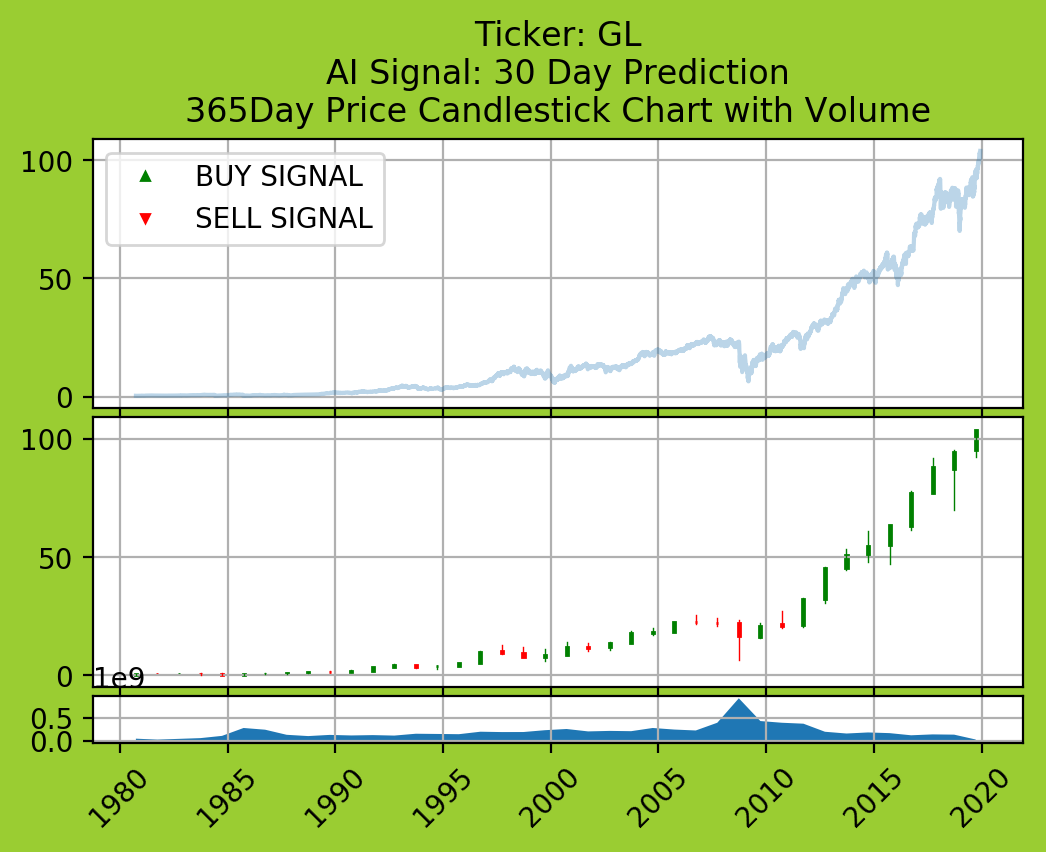 Ticker: GL
AI Signal: 30 Day Prediction
365Day Price Candlestick Chart with Volume
100
BUY SIGNAL
SELL SIGNAL
50
0
100
50
0
1e9
0.5
0.0
1980 1985 1990 1995 2000 2005 2010 2015 2020